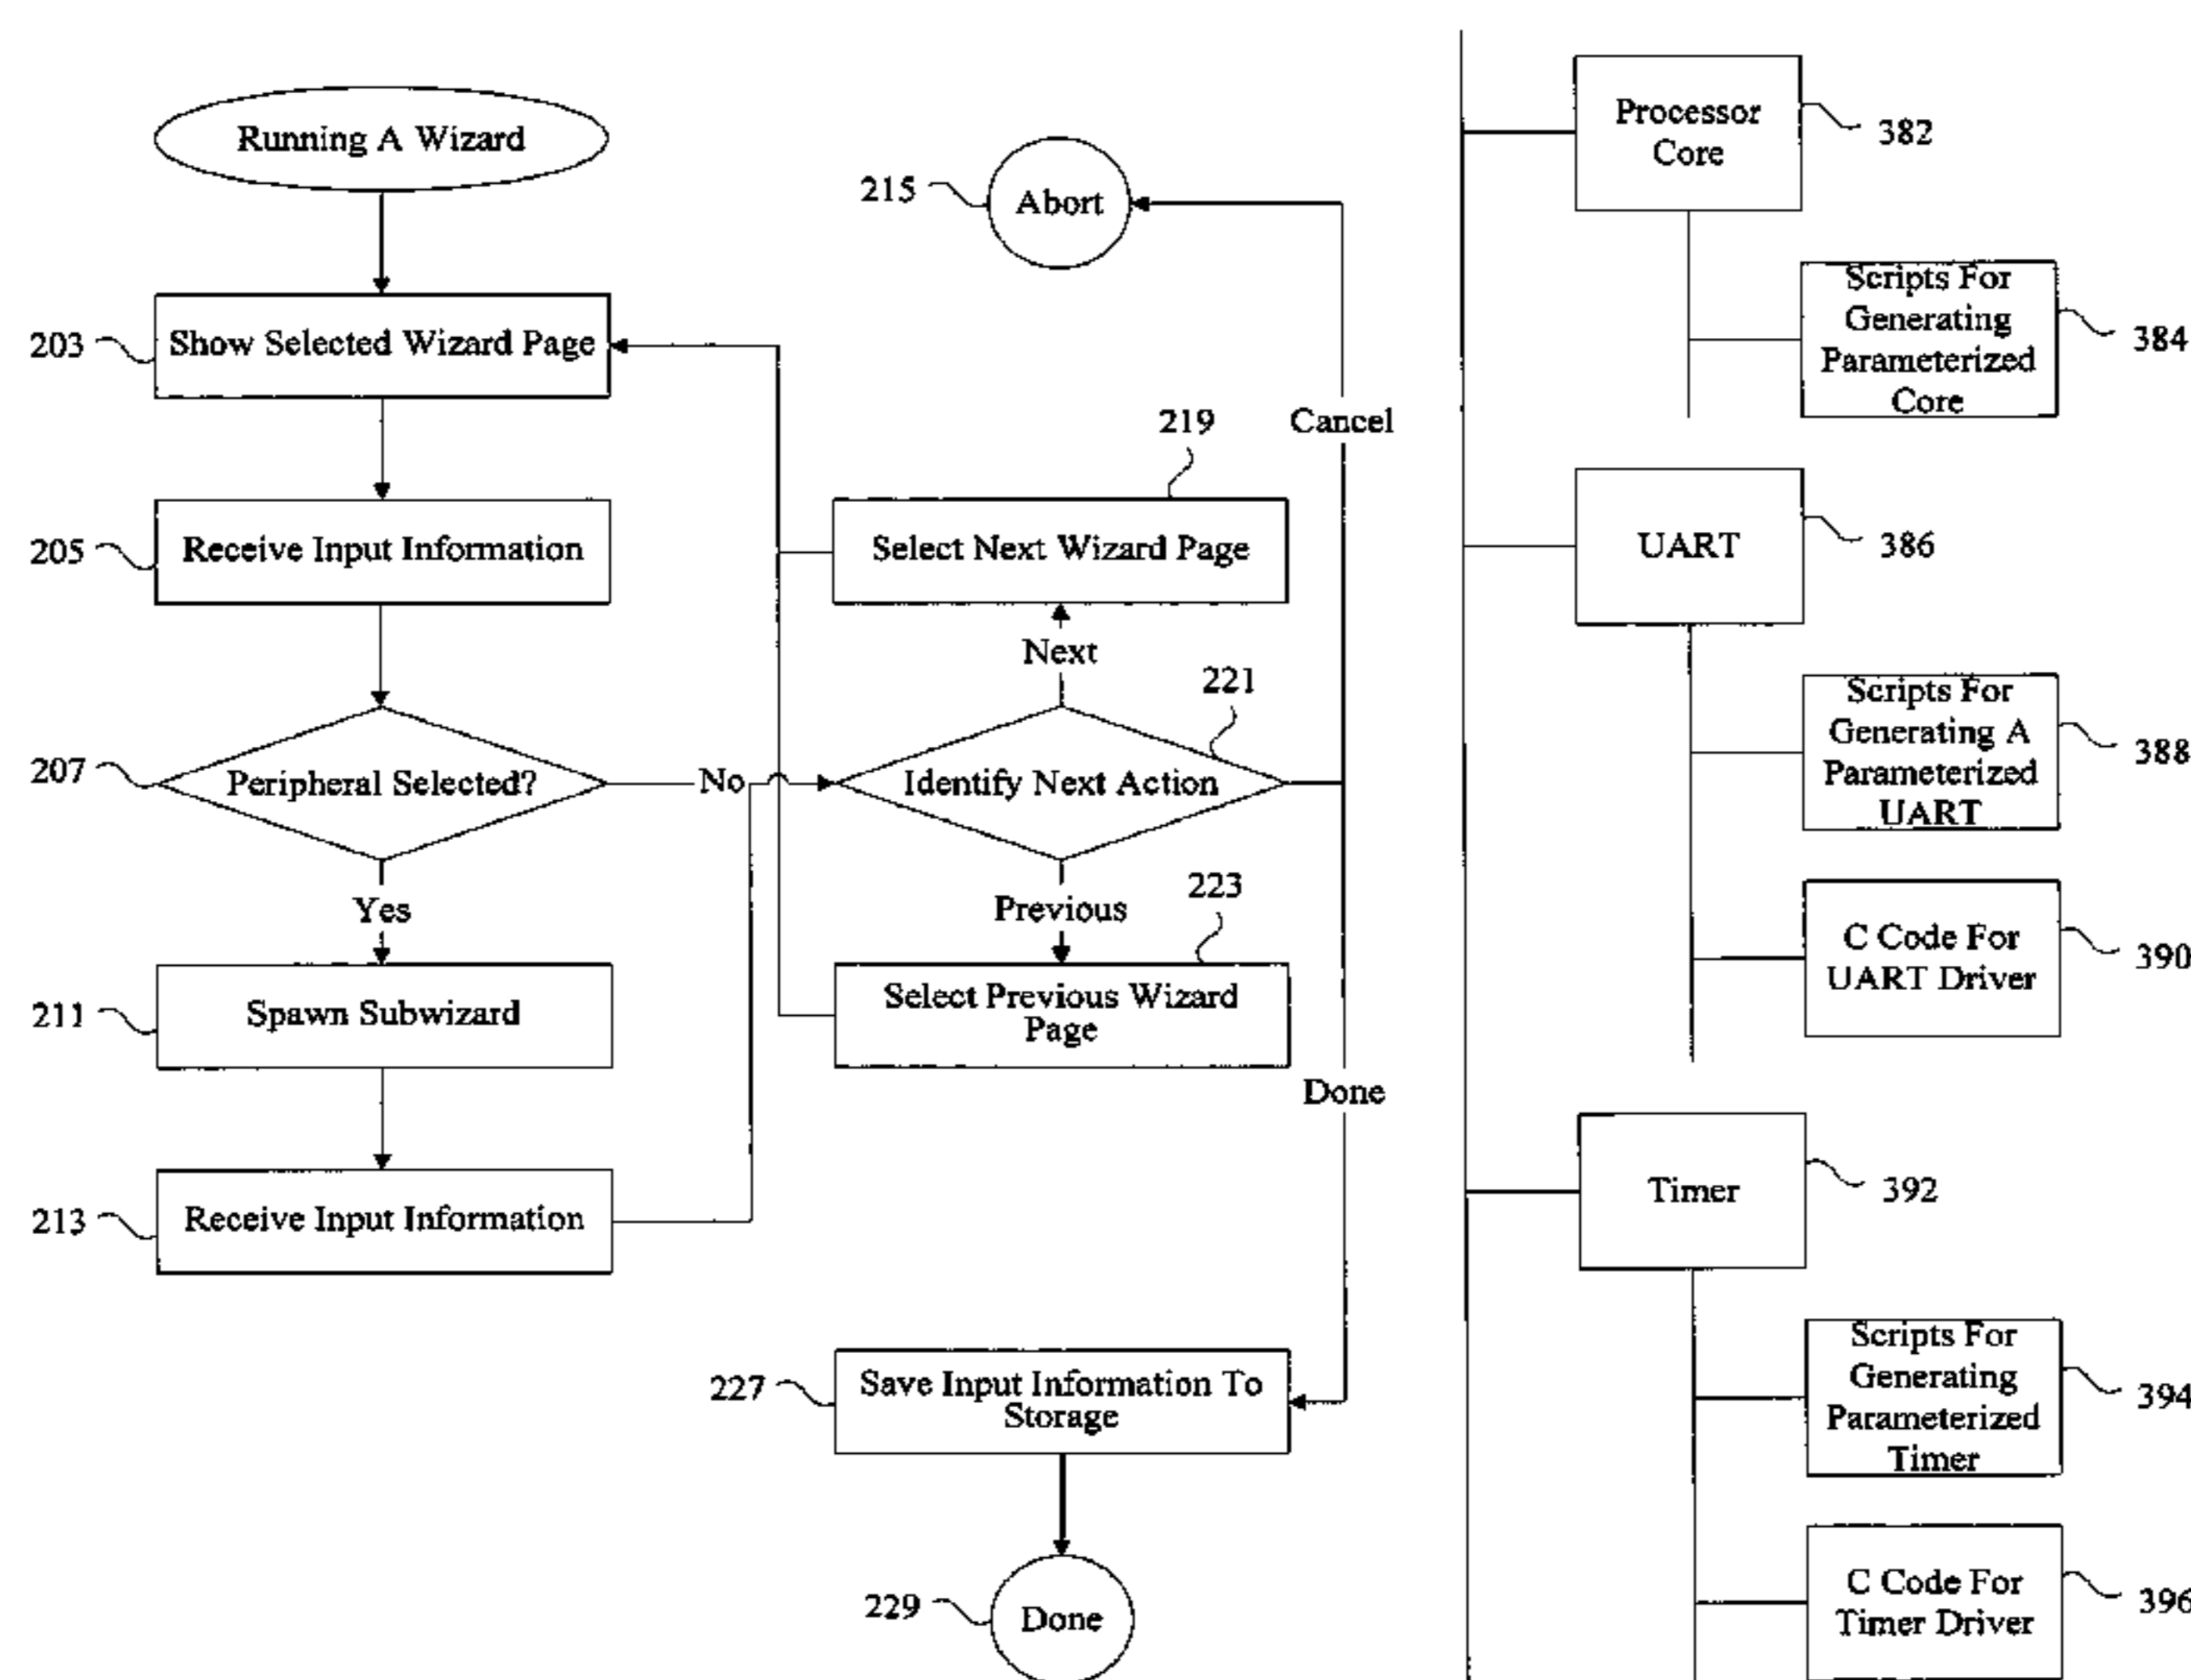 Running A Wizard
203
Show Selected Wizard Page
205
Receive Input Information
207
Peripheral Selected?
No
Yes
211
Spawn Subwizard
213
Receive Input Information
215
Abort
Cancel
219
Select Next Wizard Page
Next
221
Identify Next Action
Previous
223
Select Previous Wizard
Page
Done
227
Save Input Information To
Storage
229
Done
Processor
Core
382
Scripts For
Generating
Parameterized
Core
384
UART
386
Scripts For
Generating A
Parameterized
UART
388
C Code For
UART Driver
390
Timer
392
Scripts For
Generating
Parameterized
Timer
394
C Code For
Timer Driver
396